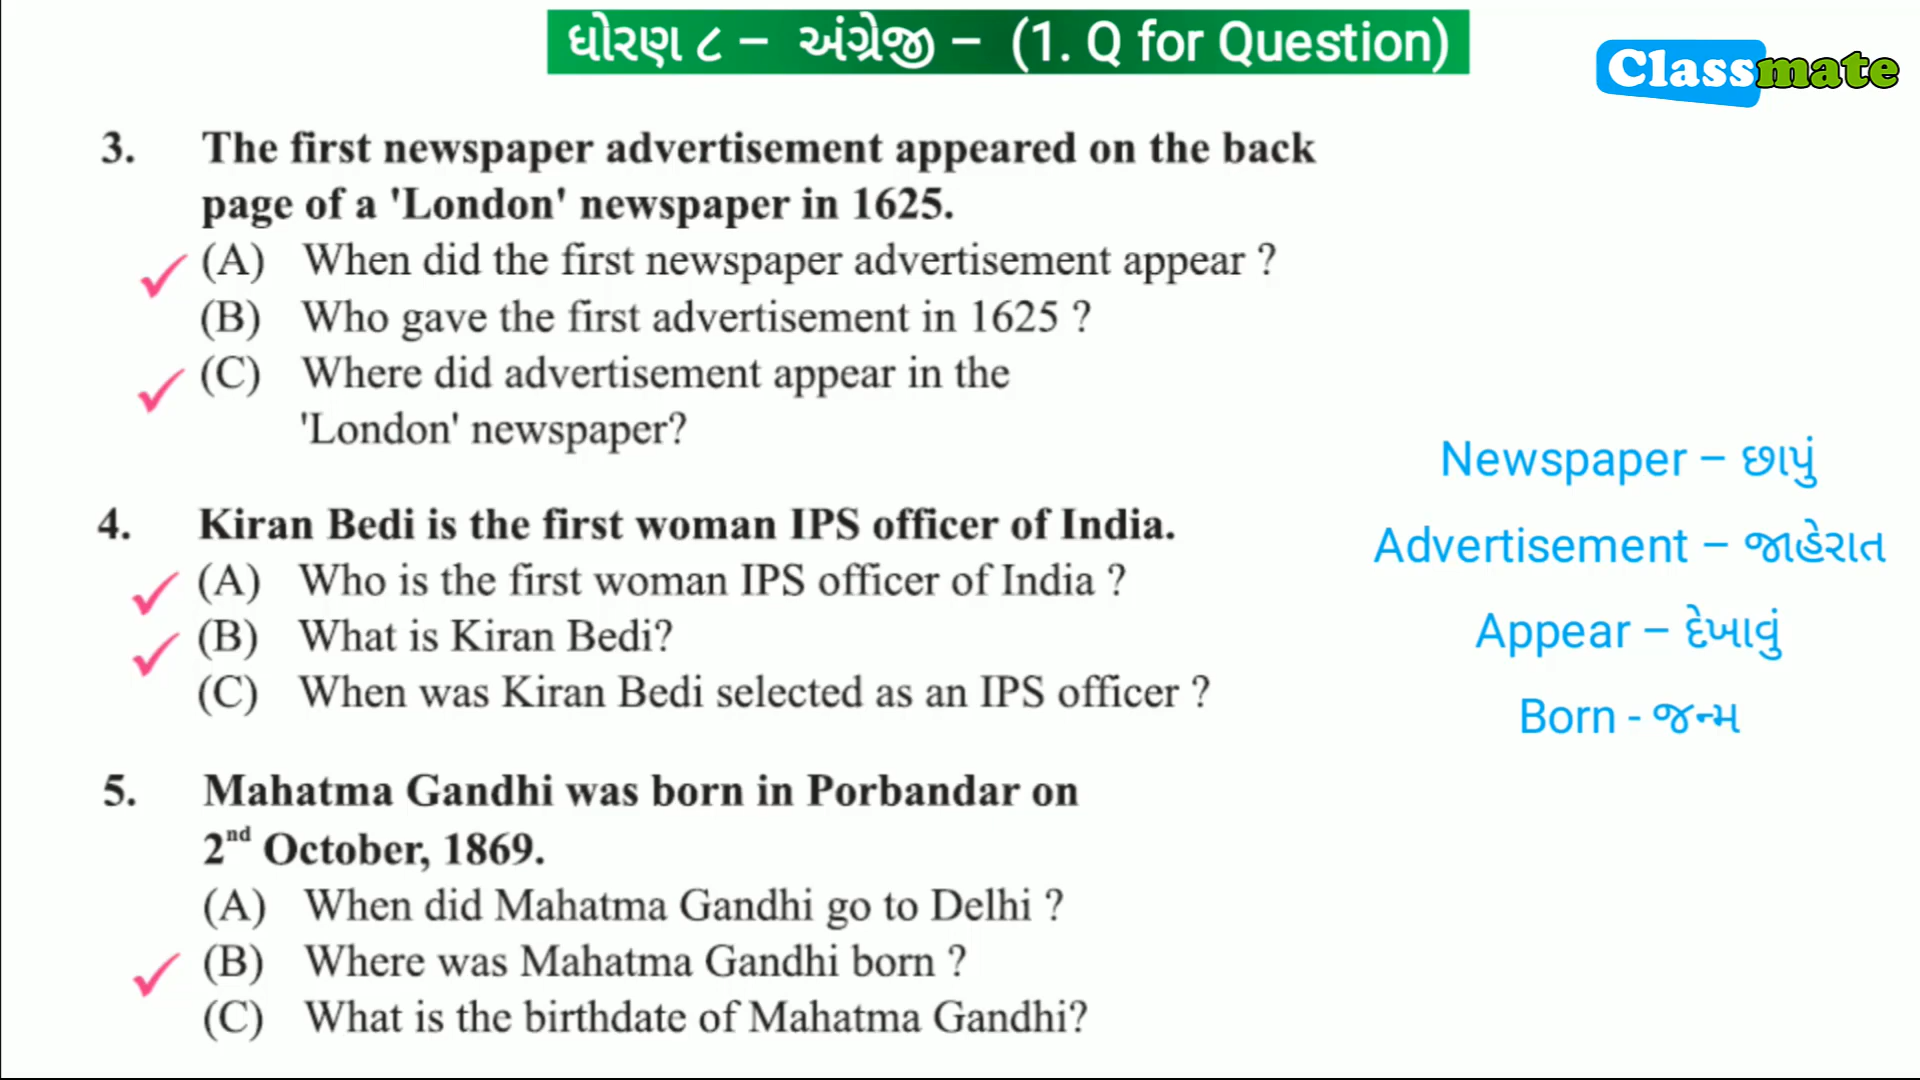 ધોરણ ૮ – અંગ્રેજી – (1. Q for Question)
Classmate
3. The first newspaper advertisement appeared on the back
page of a 'London' newspaper in 1625.
(A) When did the first newspaper advertisement appear ?
(B) Who gave the first advertisement in 1625 ?
(C) Where did advertisement appear in the
'London' newspaper?
4. Kiran Bedi is the first woman IPS officer of India.
(A) Who is the first woman IPS officer of India ?
(B) What is Kiran Bedi?
(C) When was Kiran Bedi selected as an IPS officer ?
5. Mahatma Gandhi was born in Porbandar on
2nd October, 1869.
(A) When did Mahatma Gandhi go to Delhi ?
(B) Where was Mahatma Gandhi born ?
(C) What is the birthdate of Mahatma Gandhi?
Newspaper – છાપું
Advertisement – જાહેરાત
Appear – દેખાવું
Born - જન્મ